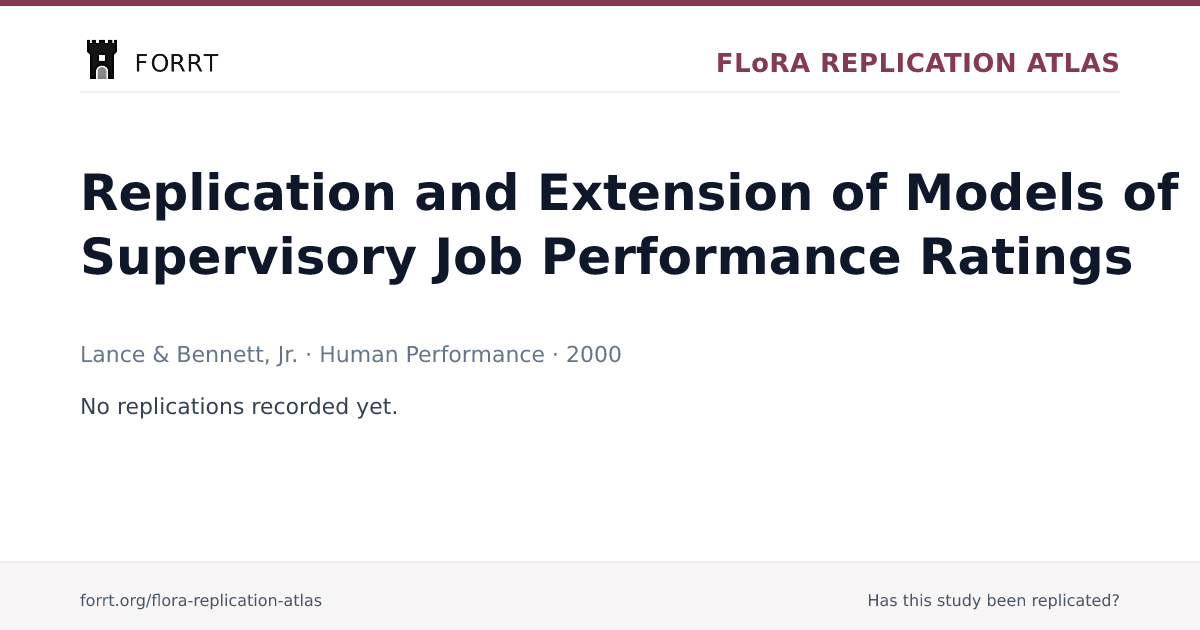 FORRT
FLoRA REPLICATION ATLAS
Replication and Extension of Models of
Supervisory Job Performance Ratings
Lance & Bennett, Jr. · Human Performance · 2000
No replications recorded yet.
forrt.org/flora-replication-atlas
Has this study been replicated?